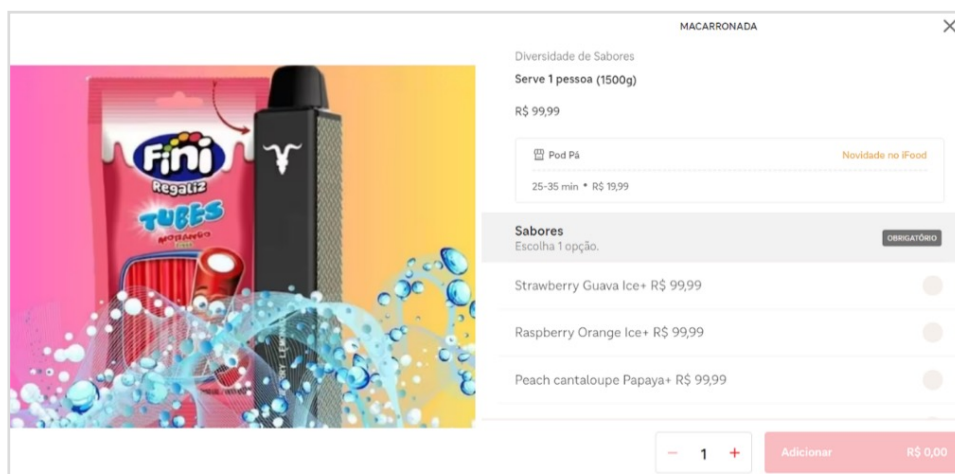 MACARRONADA
Diversidade de Sabores
Serve 1 pessoa (1500g)
R$ 99,99
Pod Pá
Novidade no iFood
25-35 min • R$ 19,99
Sabores
Escolha 1 opção.
OBRIGATÓRIO
Strawberry Guava Ice+ R$ 99,99
Raspberry Orange Ice+ R$ 99,99
Peach cantaloupe Papaya+ R$ 99,99
1
Adicionar
R$ 0,00
Fini
Regaliz
TUBES
MORANGO